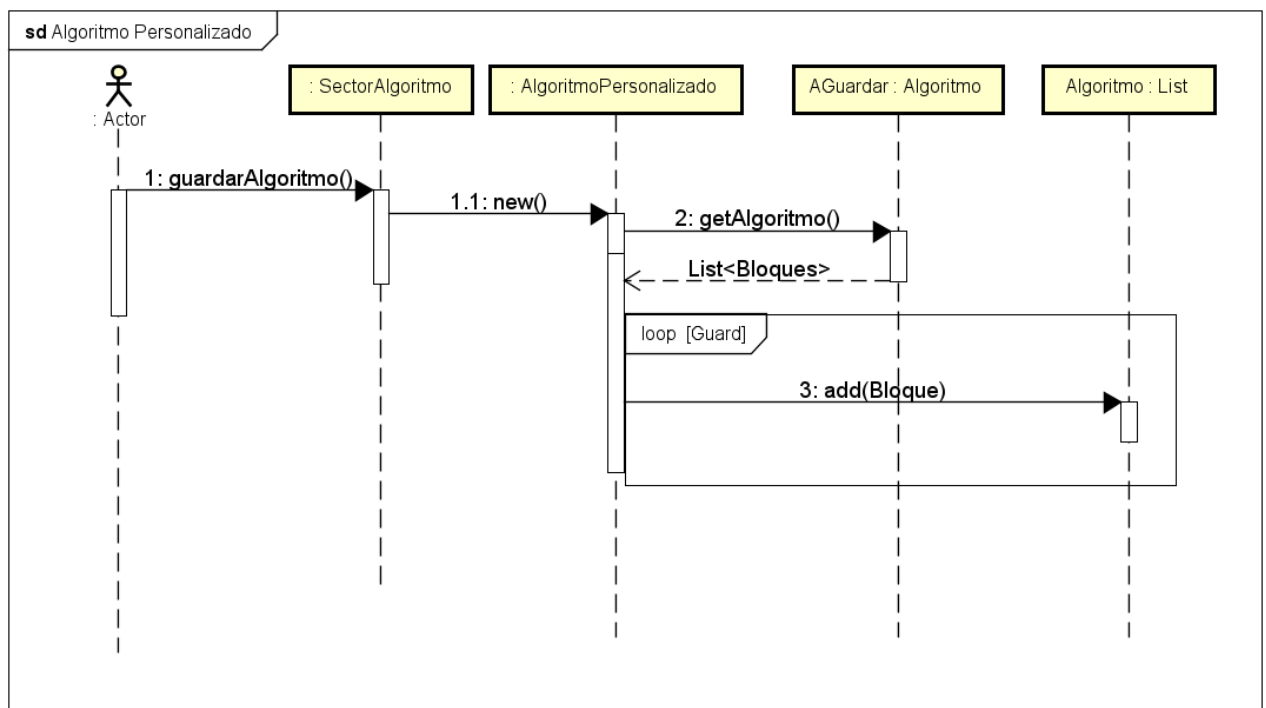 sd Algoritmo Personalizado
: Actor
: SectorAlgoritmo
: AlgoritmoPersonalizado
AGuardar : Algoritmo
Algoritmo : List
1: guardarAlgoritmo()
1.1: new()
2: getAlgoritmo()
List<Bloques>
loop [Guard]
3: add(Bloque)